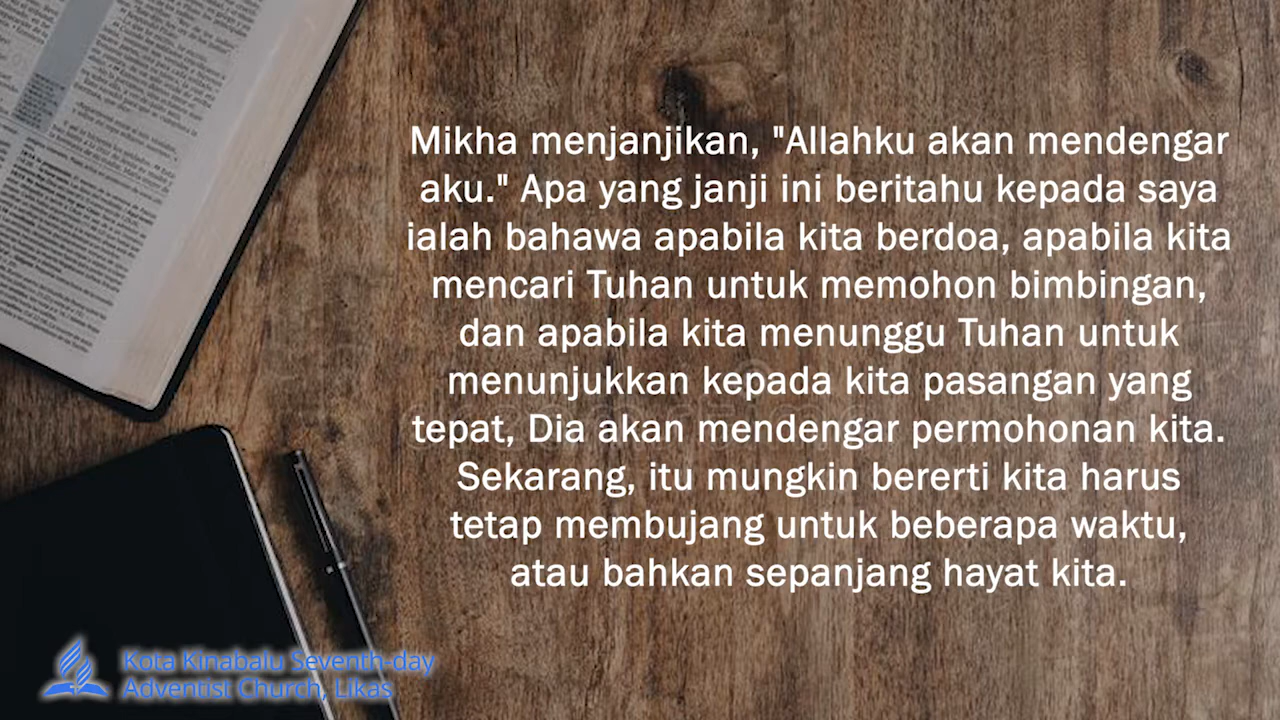 Mikha menjanjikan, "Allahku akan mendengar
aku." Apa yang janji ini beritahu kepada saya
ialah bahawa apabila kita berdoa, apabila kita
mencari Tuhan untuk memohon bimbingan,
dan apabila kita menunggu Tuhan untuk
menunjukkan kepada kita pasangan yang
tepat, Dia akan mendengar permohonan kita.
Sekarang, itu mungkin bererti kita harus
tetap membujang untuk beberapa waktu,
atau bahkan sepanjang hayat kita.
Kota Kinabalu Seventh-day
Adventist Church, Likas